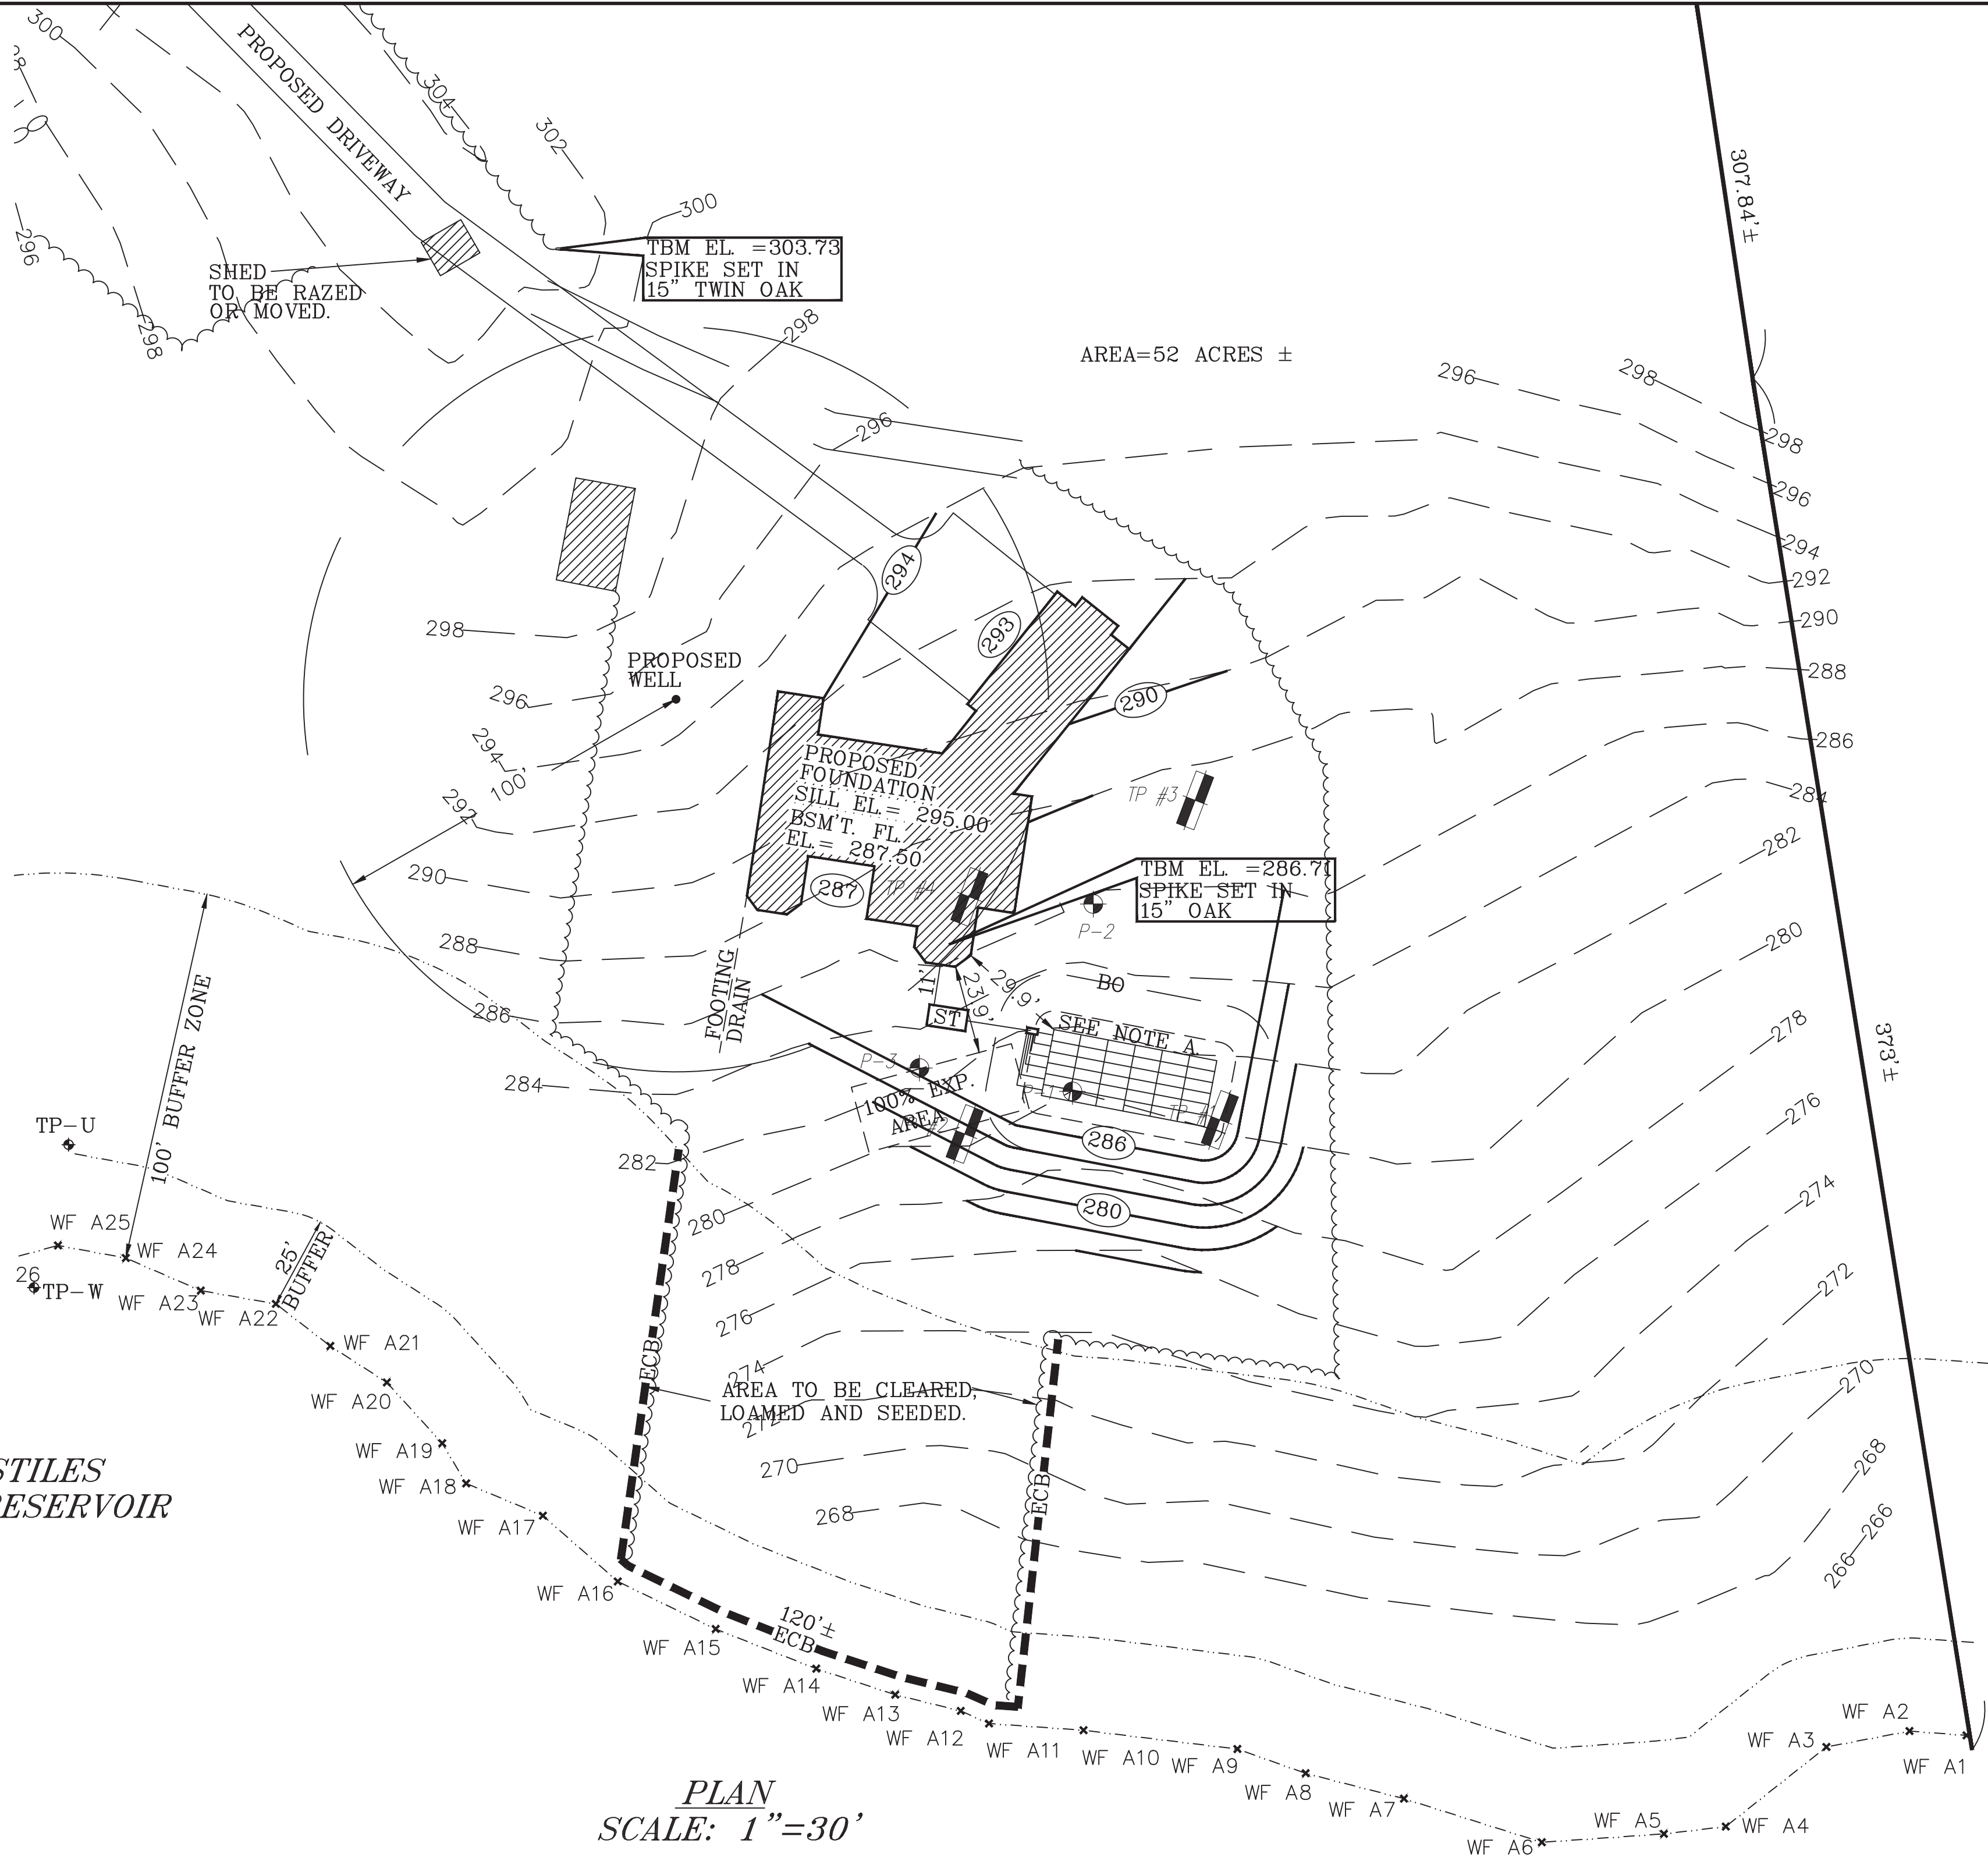 300
PROPOSED DRIVEWAY
304
302
300
307.84'±
296
SHED
TO BE RAZED
OR MOVED.
TBM EL. =303.73
SPIKE SET IN
15" TWIN OAK
298
298
AREA=52 ACRES ±
296
298
296
298
296
294
292
290
288
286
284
294
293
298
PROPOSED
WELL
296
290
294
100'
292
PROPOSED
FOUNDATION
SILL EL.= 295.00
BSM'T. FL.
EL.= 287.50
TP #3
282
290
287
TP #4
TBM EL. =286.71
SPIKE SET IN
15" OAK
P-2
280
288
FOOTING
DRAIN
11'
23.9'
29.9'
BO
286
ST
SEE NOTE A.
278
373'±
100' BUFFER ZONE
284
P-3
P-1
100% EXP.
AREA
TP #1
276
TP-U
286
282
280
280
274
WF A25
WF A24
25'
BUFFER
278
272
26
TP-W
WF A23
WF A22
276
WF A21
ECB
274
270
WF A20
AREA TO BE CLEARED,
LOAMED AND SEEDED.
272
WF A19
270
268
STILES
RESERVOIR
WF A18
ECB
268
266
WF A17
266
WF A16
120'±
ECB
WF A15
WF A14
WF A13
WF A12
WF A11
WF A10
WF A9
WF A8
WF A7
WF A6
WF A5
WF A4
WF A3
WF A2
WF A1
PLAN
SCALE: 1"=30'